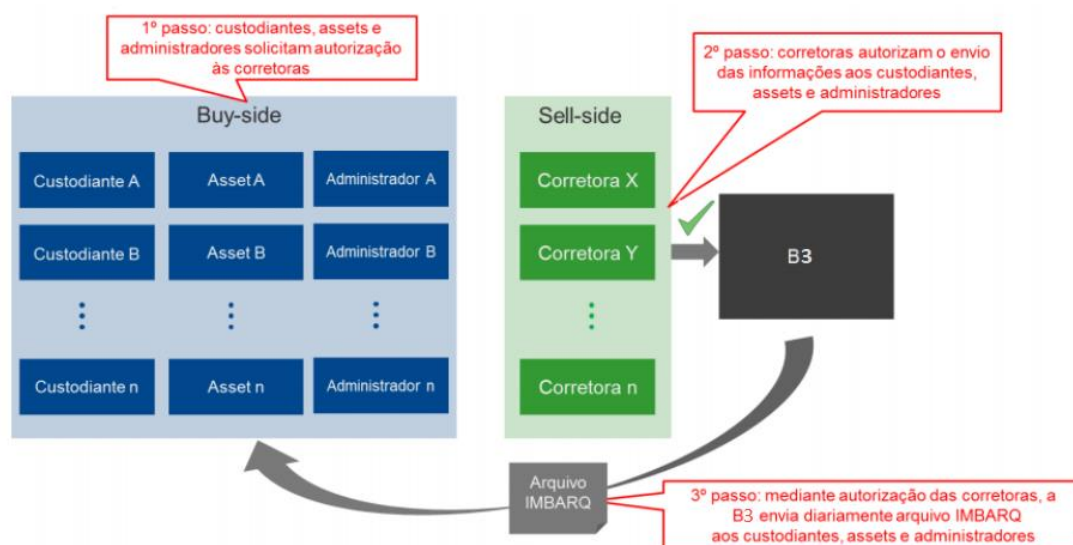 1º passo: custodiantes, assets e
administradores solicitam autorização
às corretoras
2º passo: corretoras autorizam o envio
das informações aos custodiantes,
assets e administradores
Buy-side
Sell-side
Custodiante A
Asset A
Administrador A
Corretora X
Custodiante B
Asset B
Administrador B
Corretora Y
B3
Custodiante n
Asset n
Administrador n
Corretora n
Arquivo
IMBARQ
3º passo: mediante autorização das corretoras, a
B3 envia diariamente arquivo IMBARQ
aos custodiantes, assets e administradores